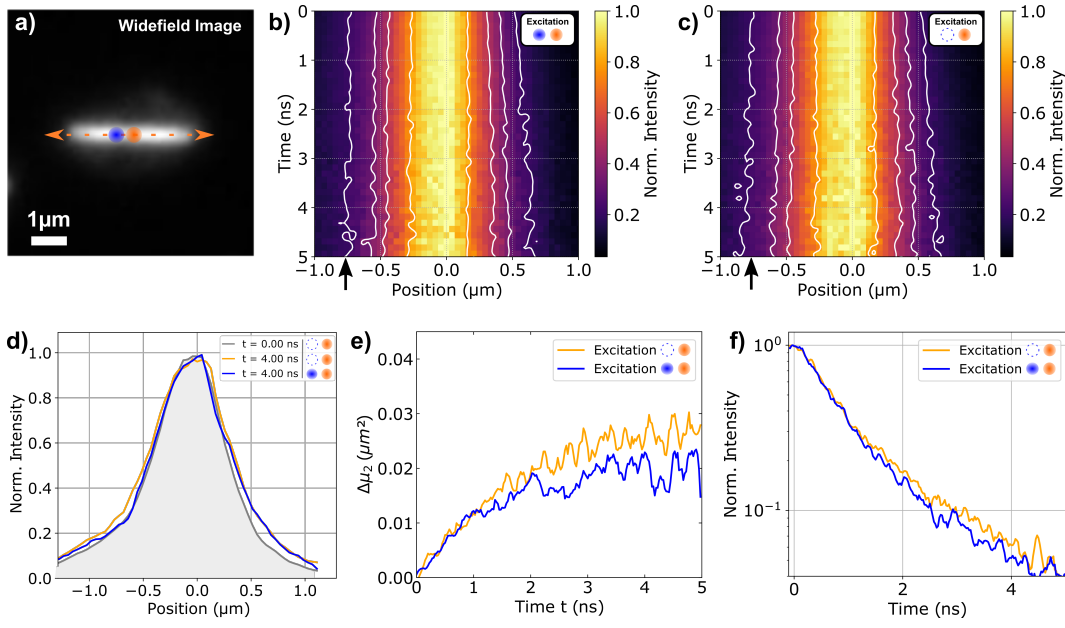 a)
Widefield Image
1µm
b)
Excitation
0
1
2
3
4
5
Time (ns)
−1.0
−0.5
0.0
0.5
1.0
Position (µm)
1.0
0.8
0.6
0.4
0.2
Norm. Intensity
c)
Excitation
0
1
2
3
4
5
Time (ns)
−1.0
−0.5
0.0
0.5
1.0
Position (µm)
1.0
0.8
0.6
0.4
0.2
Norm. Intensity
d)
t = 0.00 ns
t = 4.00 ns
t = 4.00 ns
1.0
0.8
0.6
0.4
0.2
0.0
Norm. Intensity
−1.0
−0.5
0.0
0.5
1.0
Position (µm)
e)
Excitation
Excitation
0.04
0.03
0.02
0.01
0.00
Δµ₂ (µm²)
0
1
2
3
4
5
Time t (ns)
f)
Excitation
Excitation
10⁰
10⁻¹
Norm. Intensity
0
2
4
Time (ns)